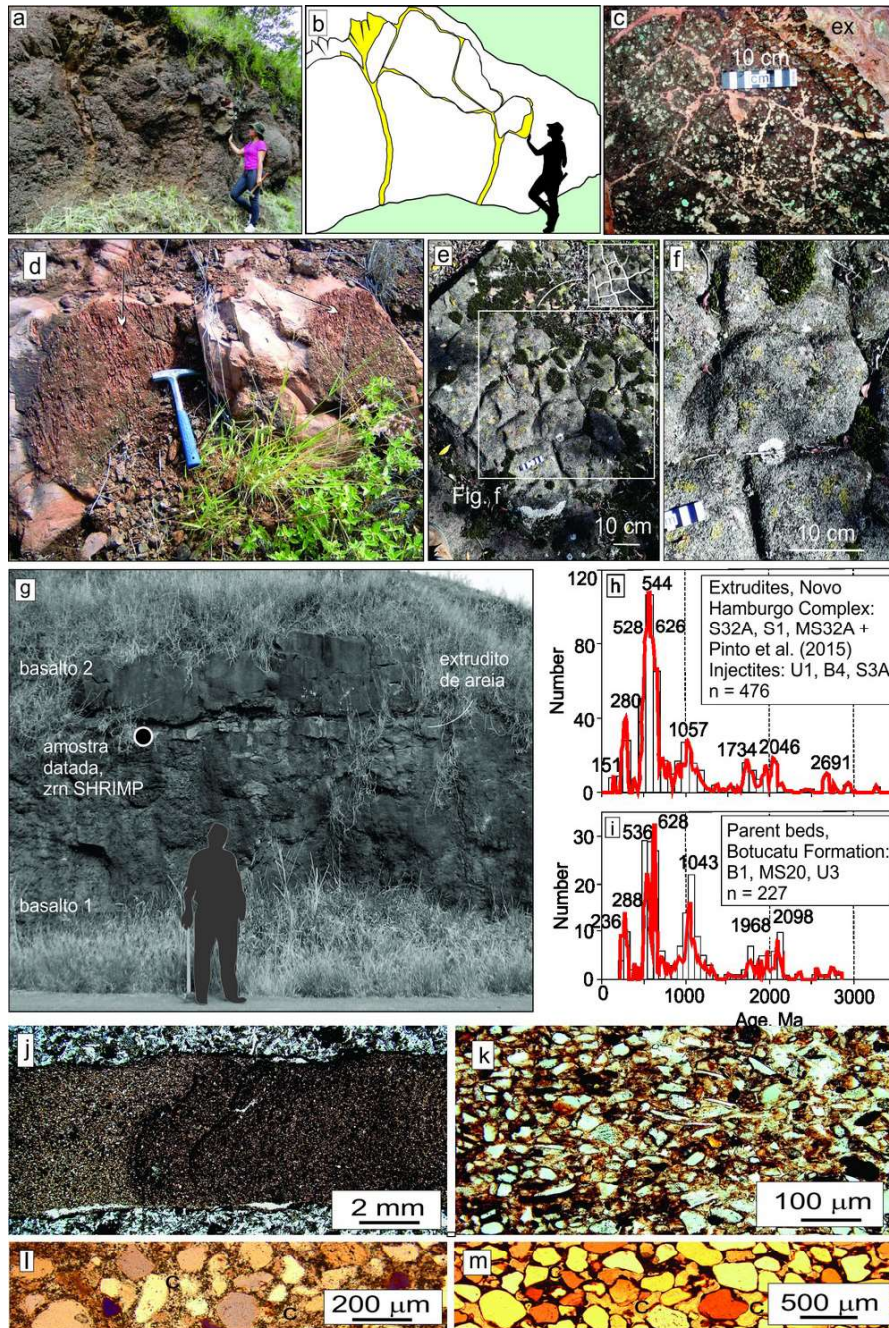 a
b
c
10 cm
cm
ex
d
e
Fig. f
10 cm
f
10 cm
g
basalto 2
extrudito
de areia
amostra
datada,
zrn SHRIMP
basalto 1
h
120
80
40
0
Number
544
528
626
280
151
1057
1734
2046
2691
Extrudites, Novo
Hamburgo Complex:
S32A, S1, MS32A +
Pinto et al. (2015)
Injectites: U1, B4, S3A
n = 476
i
30
20
10
0
Number
536
628
288
236
1043
1968
2098
Parent beds,
Botucatu Formation:
B1, MS20, U3
n = 227
0 1000 2000 3000
Age, Ma
j
2 mm
k
100 µm
l
C
C
200 µm
m
C
C
C
500 µm